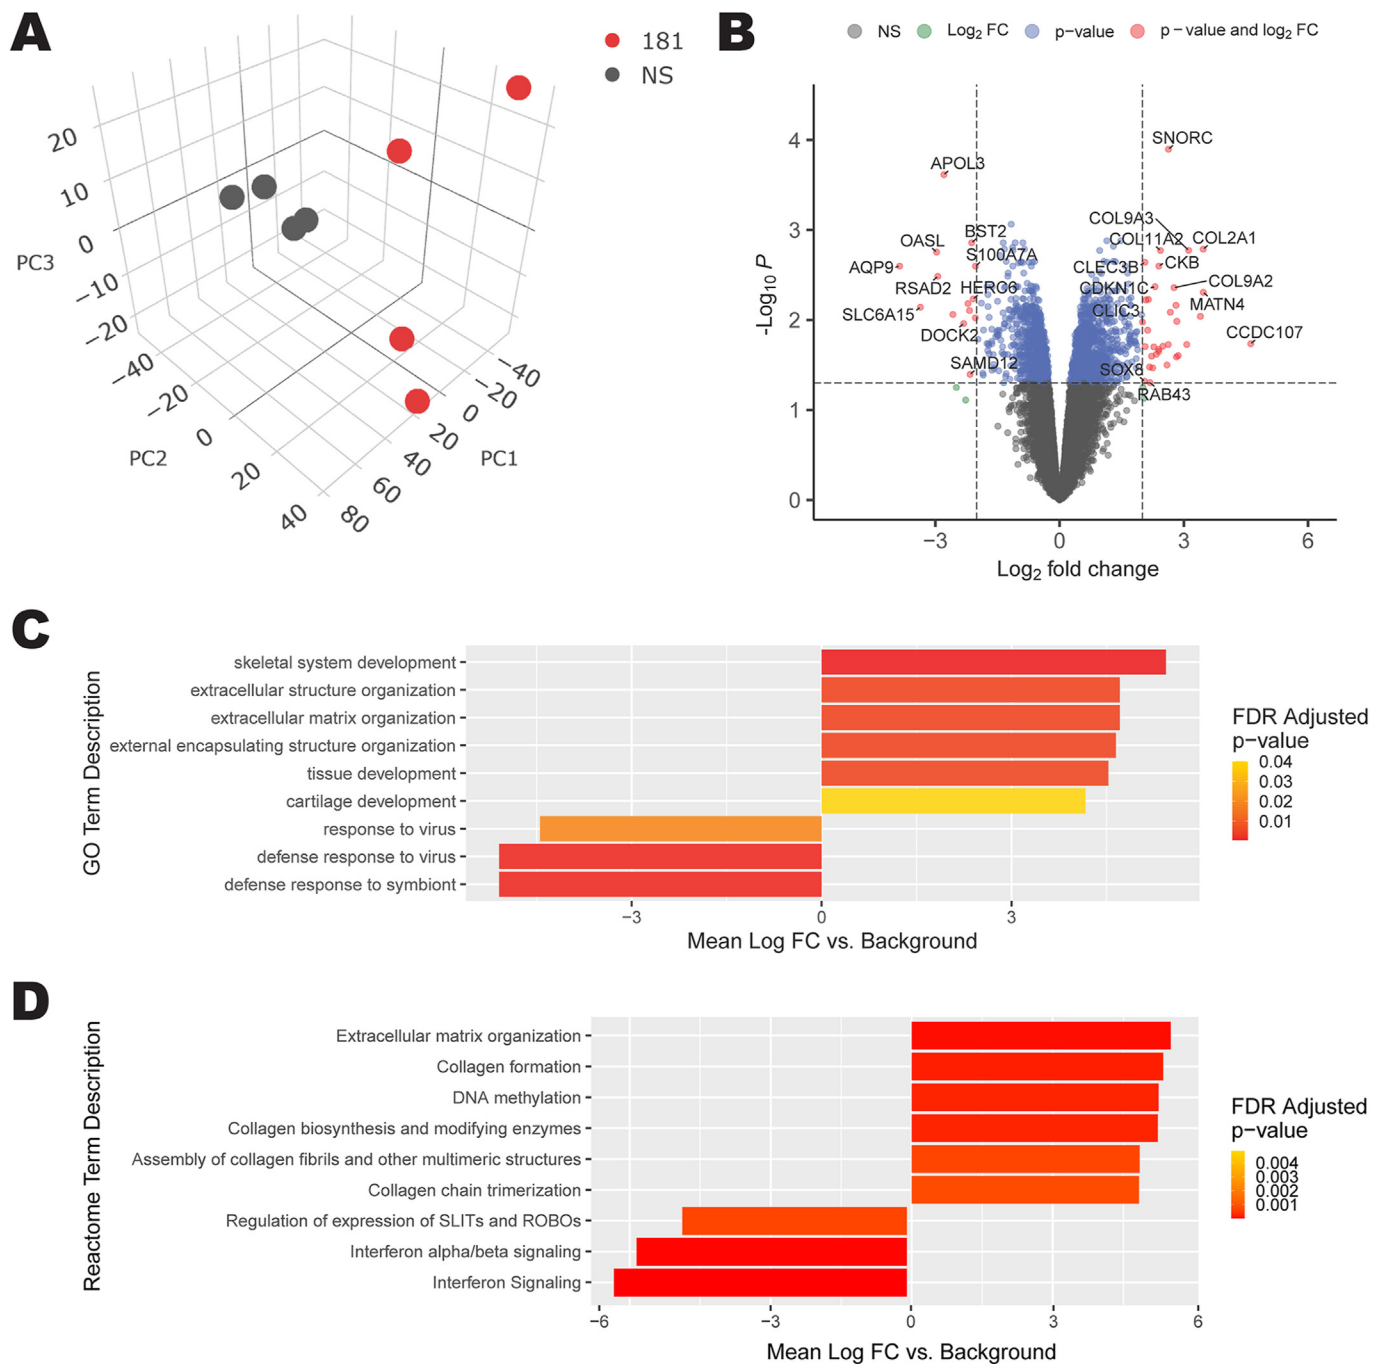 A
181
NS
20
10
0
−10
−20
PC3
−40
−20
0
20
40
PC2
−40
−20
0
20
40
60
80
PC1
B
NS
Log2 FC
p−value
p − value and log2 FC
-Log10 P
4
3
2
1
0
SNORC
APOL3
COL9A3
BST2
OASL
COL11A2
COL2A1
S100A7A
AQP9
CLEC3B
CKB
RSAD2
HERC6
CDKN1C
COL9A2
SLC6A15
CLIC3
MATN4
DOCK2
CCDC107
SAMD12
SOX8
RAB43
−3
0
3
6
Log2 fold change
C
GO Term Description
skeletal system development
extracellular structure organization
extracellular matrix organization
external encapsulating structure organization
tissue development
cartilage development
response to virus
defense response to virus
defense response to symbiont
−3
0
3
Mean Log FC vs. Background
FDR Adjusted
p−value
0.04
0.03
0.02
0.01
D
Reactome Term Description
Extracellular matrix organization
Collagen formation
DNA methylation
Collagen biosynthesis and modifying enzymes
Assembly of collagen fibrils and other multimeric structures
Collagen chain trimerization
Regulation of expression of SLITs and ROBOs
Interferon alpha/beta signaling
Interferon Signaling
−6
−3
0
3
6
Mean Log FC vs. Background
FDR Adjusted
p−value
0.004
0.003
0.002
0.001